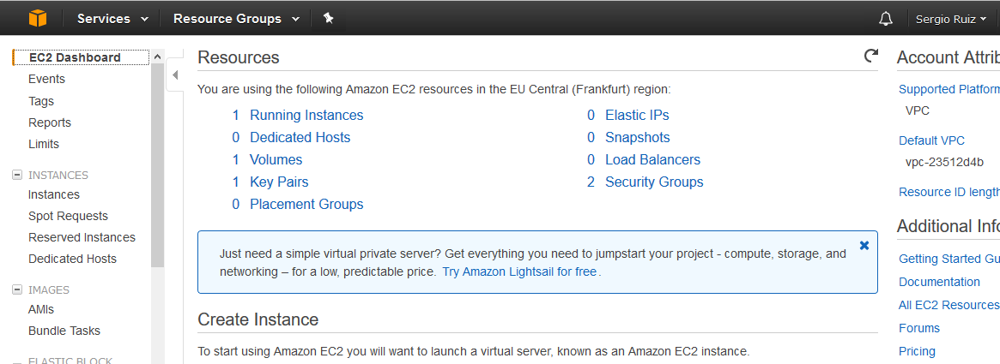 Services
Resource Groups
Sergio Ruiz
EC2 Dashboard
Events
Tags
Reports
Limits
INSTANCES
Instances
Spot Requests
Reserved Instances
Dedicated Hosts
IMAGES
AMIs
Bundle Tasks
ELASTIC BLOCK
Resources
You are using the following Amazon EC2 resources in the EU Central (Frankfurt) region:
1 Running Instances
0 Dedicated Hosts
1 Volumes
1 Key Pairs
0 Placement Groups
0 Elastic IPs
0 Snapshots
0 Load Balancers
2 Security Groups
Just need a simple virtual private server? Get everything you need to jumpstart your project - compute, storage, and
networking – for a low, predictable price. Try Amazon Lightsail for free.
Create Instance
To start using Amazon EC2 you will want to launch a virtual server, known as an Amazon EC2 instance.
Account Attrib
Supported Platform
VPC
Default VPC
vpc-23512d4b
Resource ID length
Additional Info
Getting Started Gu
Documentation
All EC2 Resources
Forums
Pricing